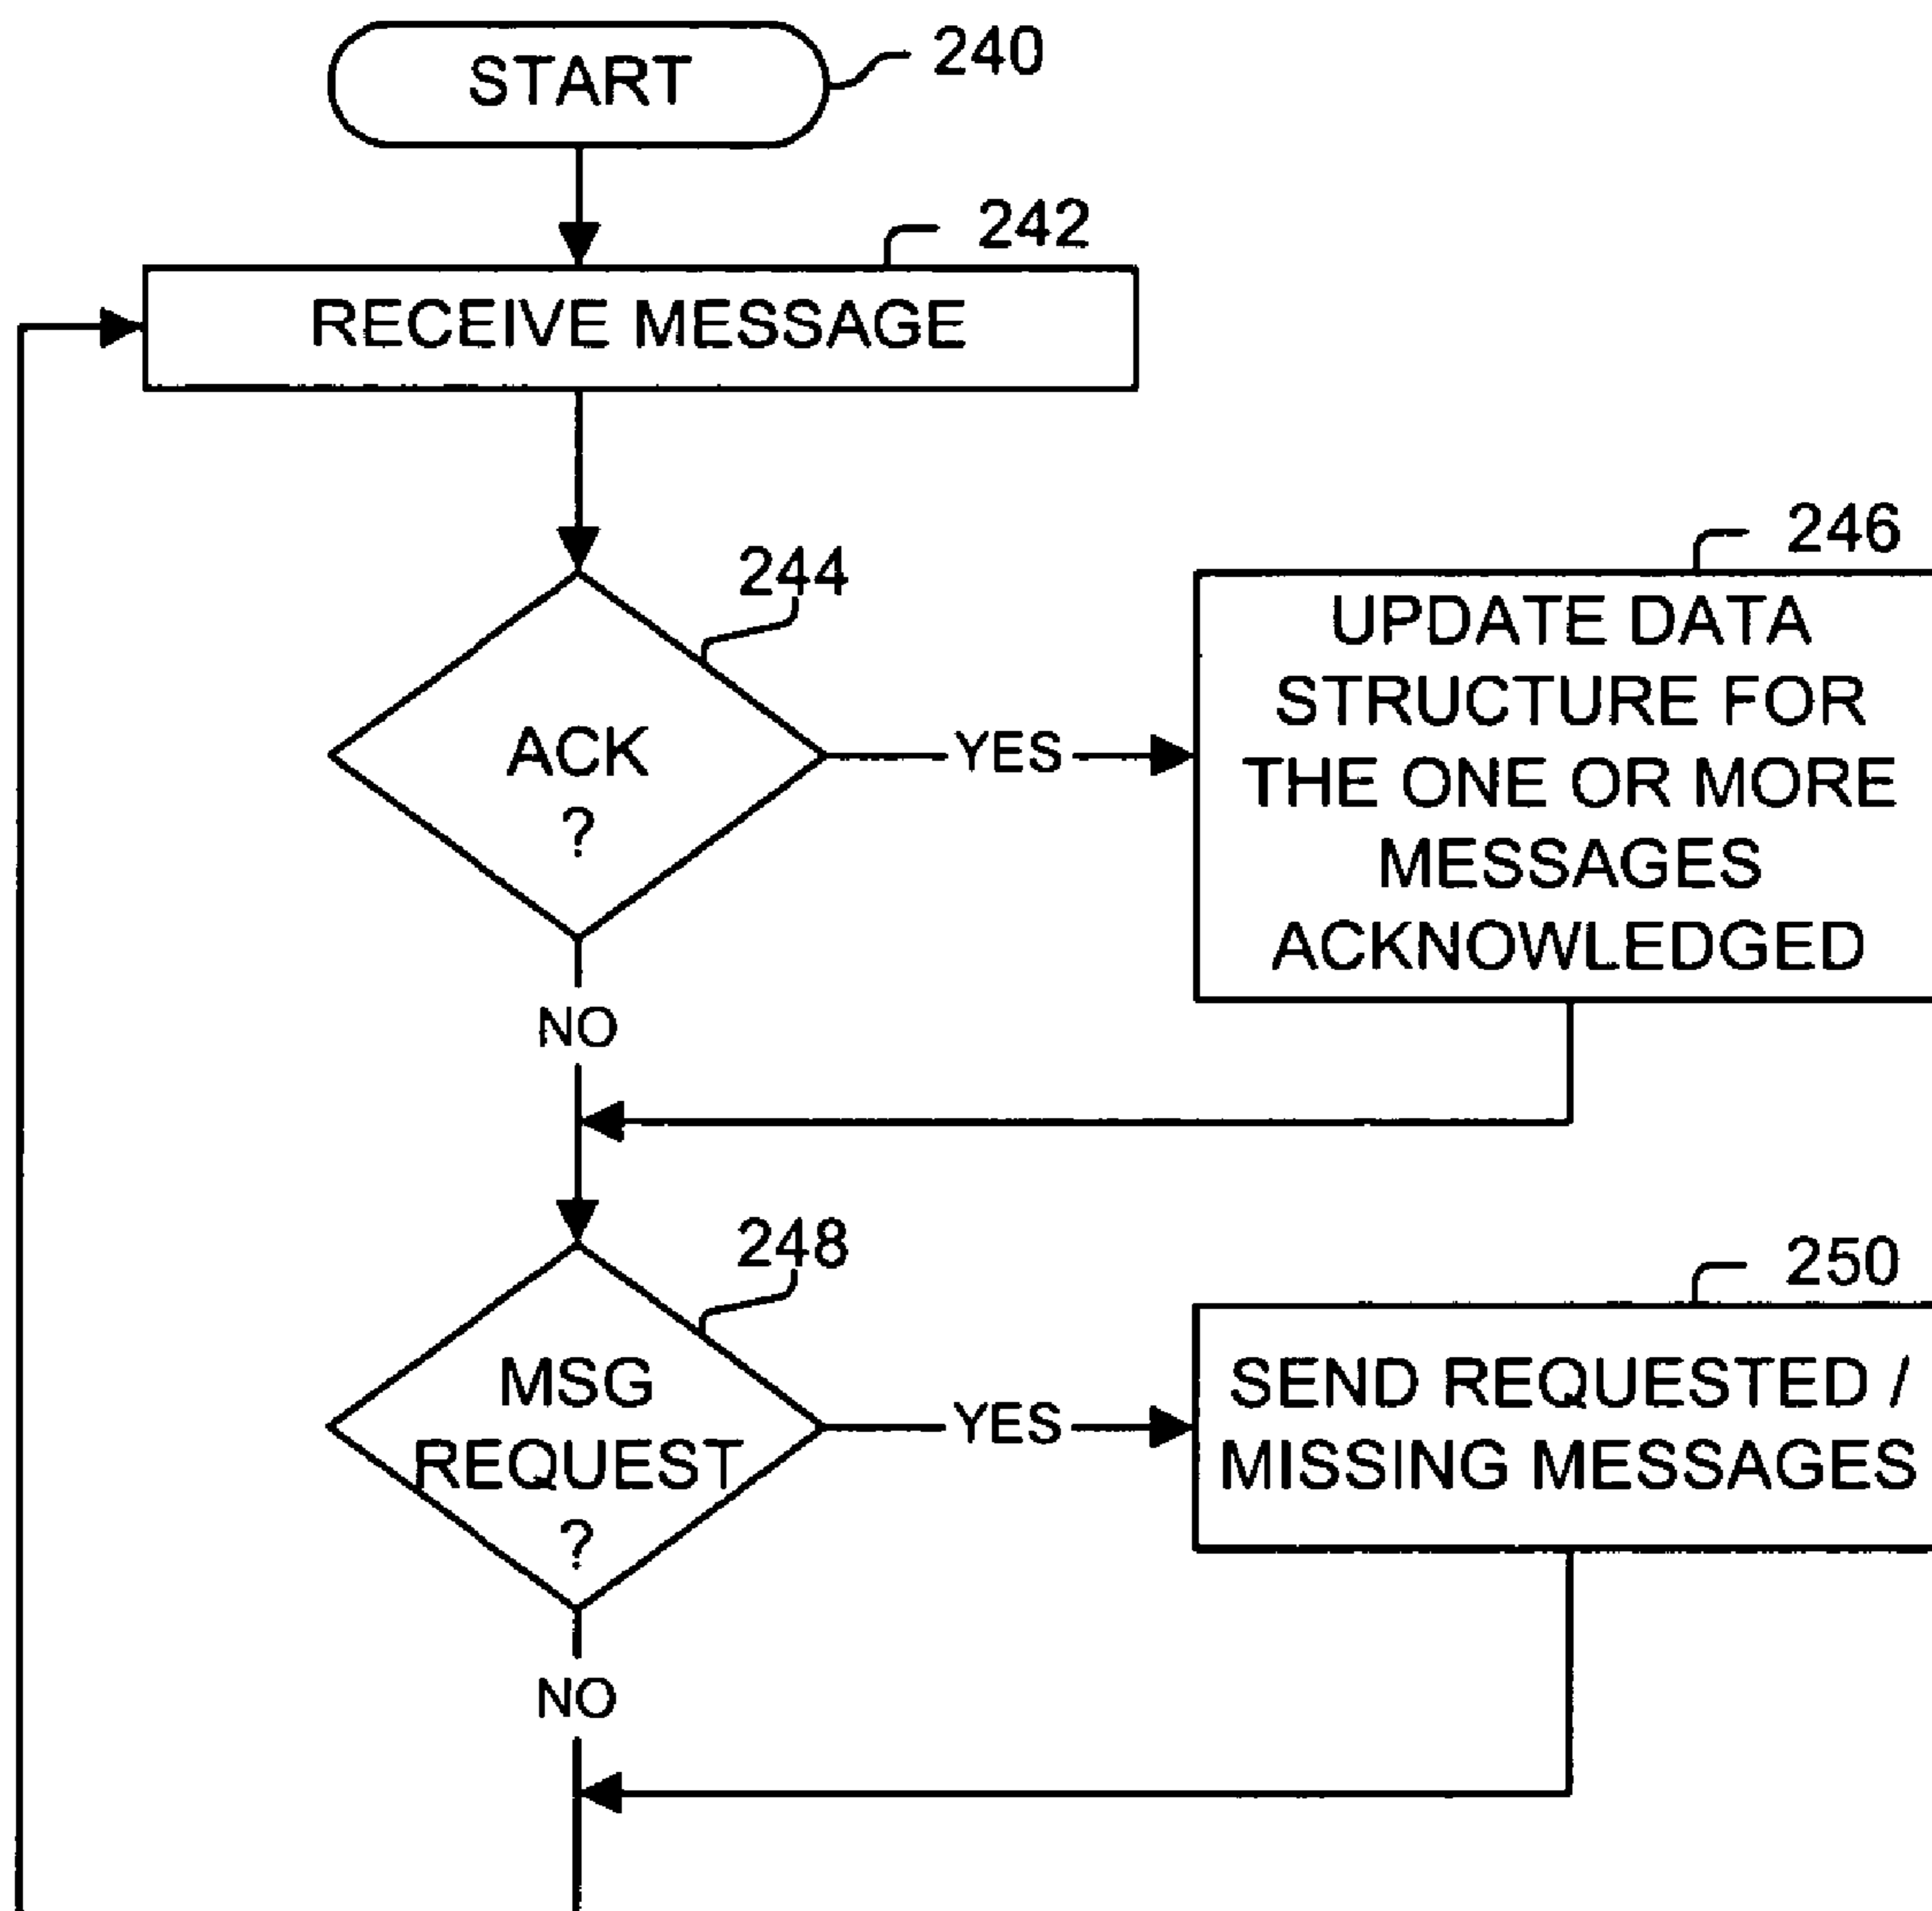 START
240
242
RECEIVE MESSAGE
244
ACK
?
YES
246
UPDATE DATA
STRUCTURE FOR
THE ONE OR MORE
MESSAGES
ACKNOWLEDGED
NO
248
MSG
REQUEST
?
YES
250
SEND REQUESTED /
MISSING MESSAGES
NO